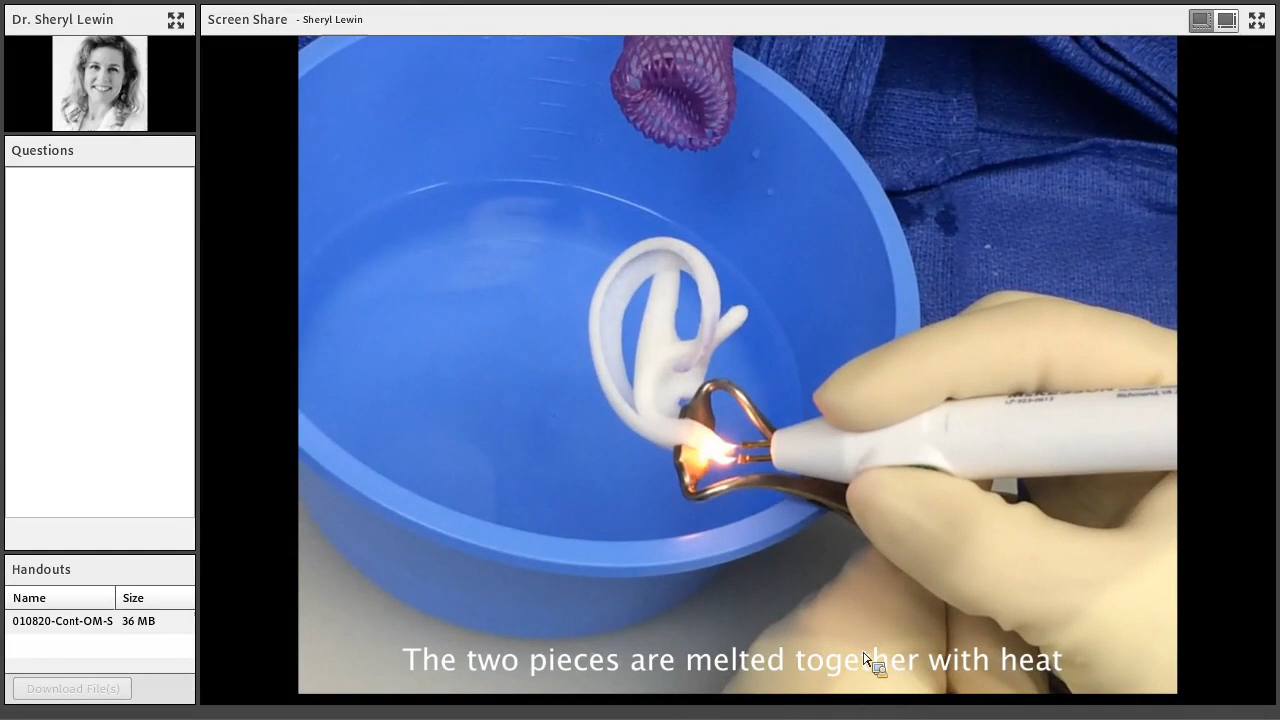 Dr. Sheryl Lewin
Screen Share - Sheryl Lewin
Questions
Handouts
Name Size
010820-Cont-OM-S 36 MB
Download File(s)
The two pieces are melted together with heat